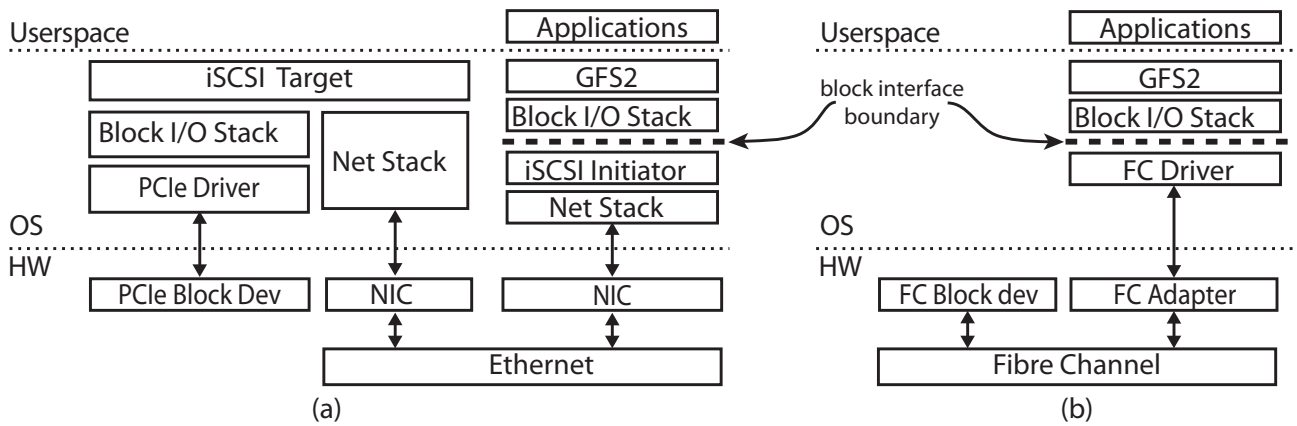 Userspace
Applications
iSCSI Target
GFS2
Block I/O Stack
Block I/O Stack
Net Stack
PCIe Driver
iSCSI Initiator
Net Stack
OS
HW
PCIe Block Dev
NIC
NIC
Ethernet
(a)
block interface
boundary
Userspace
Applications
GFS2
Block I/O Stack
FC Driver
OS
HW
FC Block dev
FC Adapter
Fibre Channel
(b)